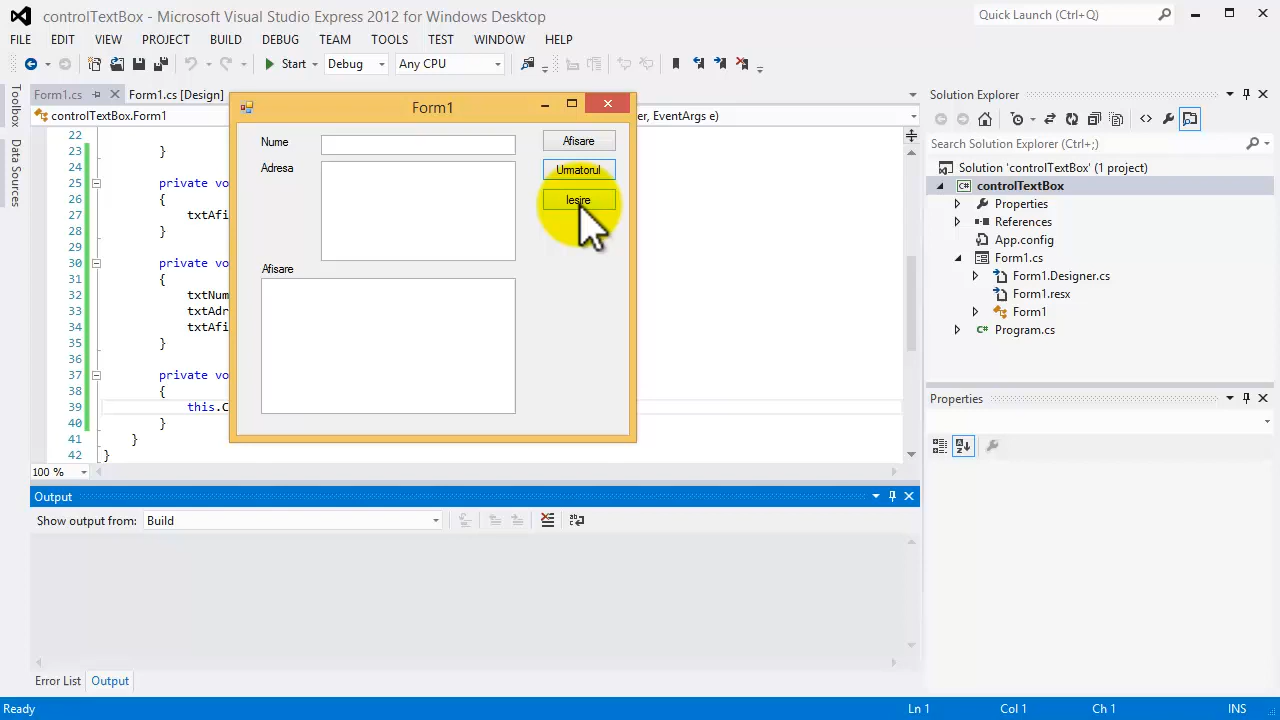 controlTextBox - Microsoft Visual Studio Express 2012 for Windows Desktop
Quick Launch (Ctrl+Q)
FILE EDIT VIEW PROJECT BUILD DEBUG TEAM TOOLS TEST WINDOW HELP
Start Debug Any CPU
Toolbox
Data Sources
Form1.cs Form1.cs [Design]
controlTextBox.Form1
er, EventArgs e)
22
23 }
24
25 private vo
26 {
27 txtAfi
28 }
29
30 private vo
31 {
32 txtNum
33 txtAdr
34 txtAfi
35 }
36
37 private vo
38 {
39 this.C
40 }
41 }
42 }
100 %
Form1
Nume
Adresa
Afisare
Afisare
Urmatorul
Iesire
Output
Show output from: Build
Error List Output
Solution Explorer
Search Solution Explorer (Ctrl+;)
Solution 'controlTextBox' (1 project)
controlTextBox
Properties
References
App.config
Form1.cs
Form1.Designer.cs
Form1.resx
Form1
Program.cs
Properties
Ready Ln 1 Col 1 Ch 1 INS